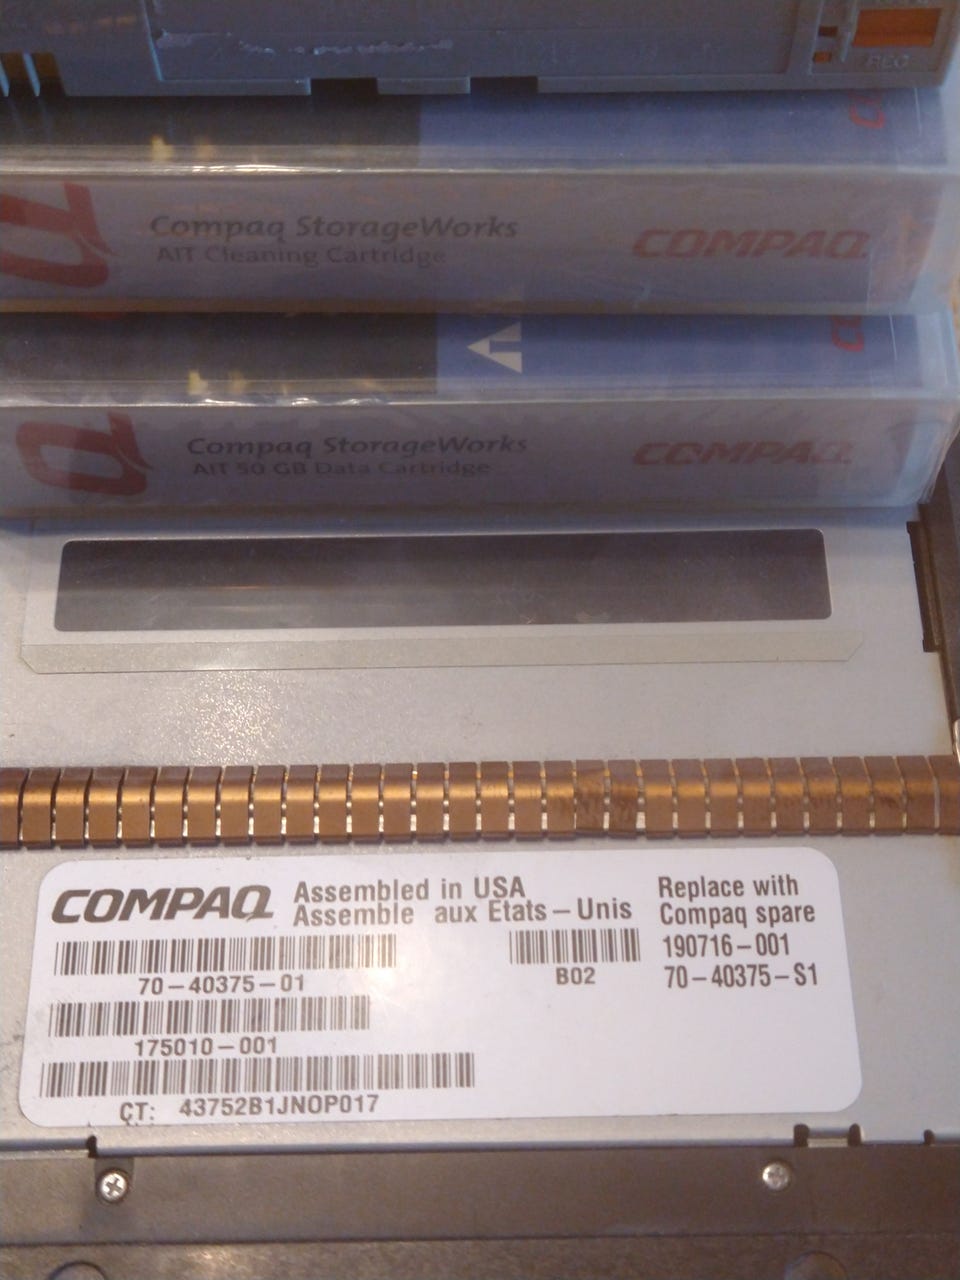 REC
Compaq StorageWorks
AIT Cleaning Cartridge
COMPAQ
Compaq StorageWorks
AIT 50 GB Data Cartridge
COMPAQ
COMPAQ
Assembled in USA
Assemble aux Etats-Unis
Replace with
Compaq spare
190716-001
70-40375-S1
70-40375-01
B02
175010-001
CT: 43752B1JNOP017